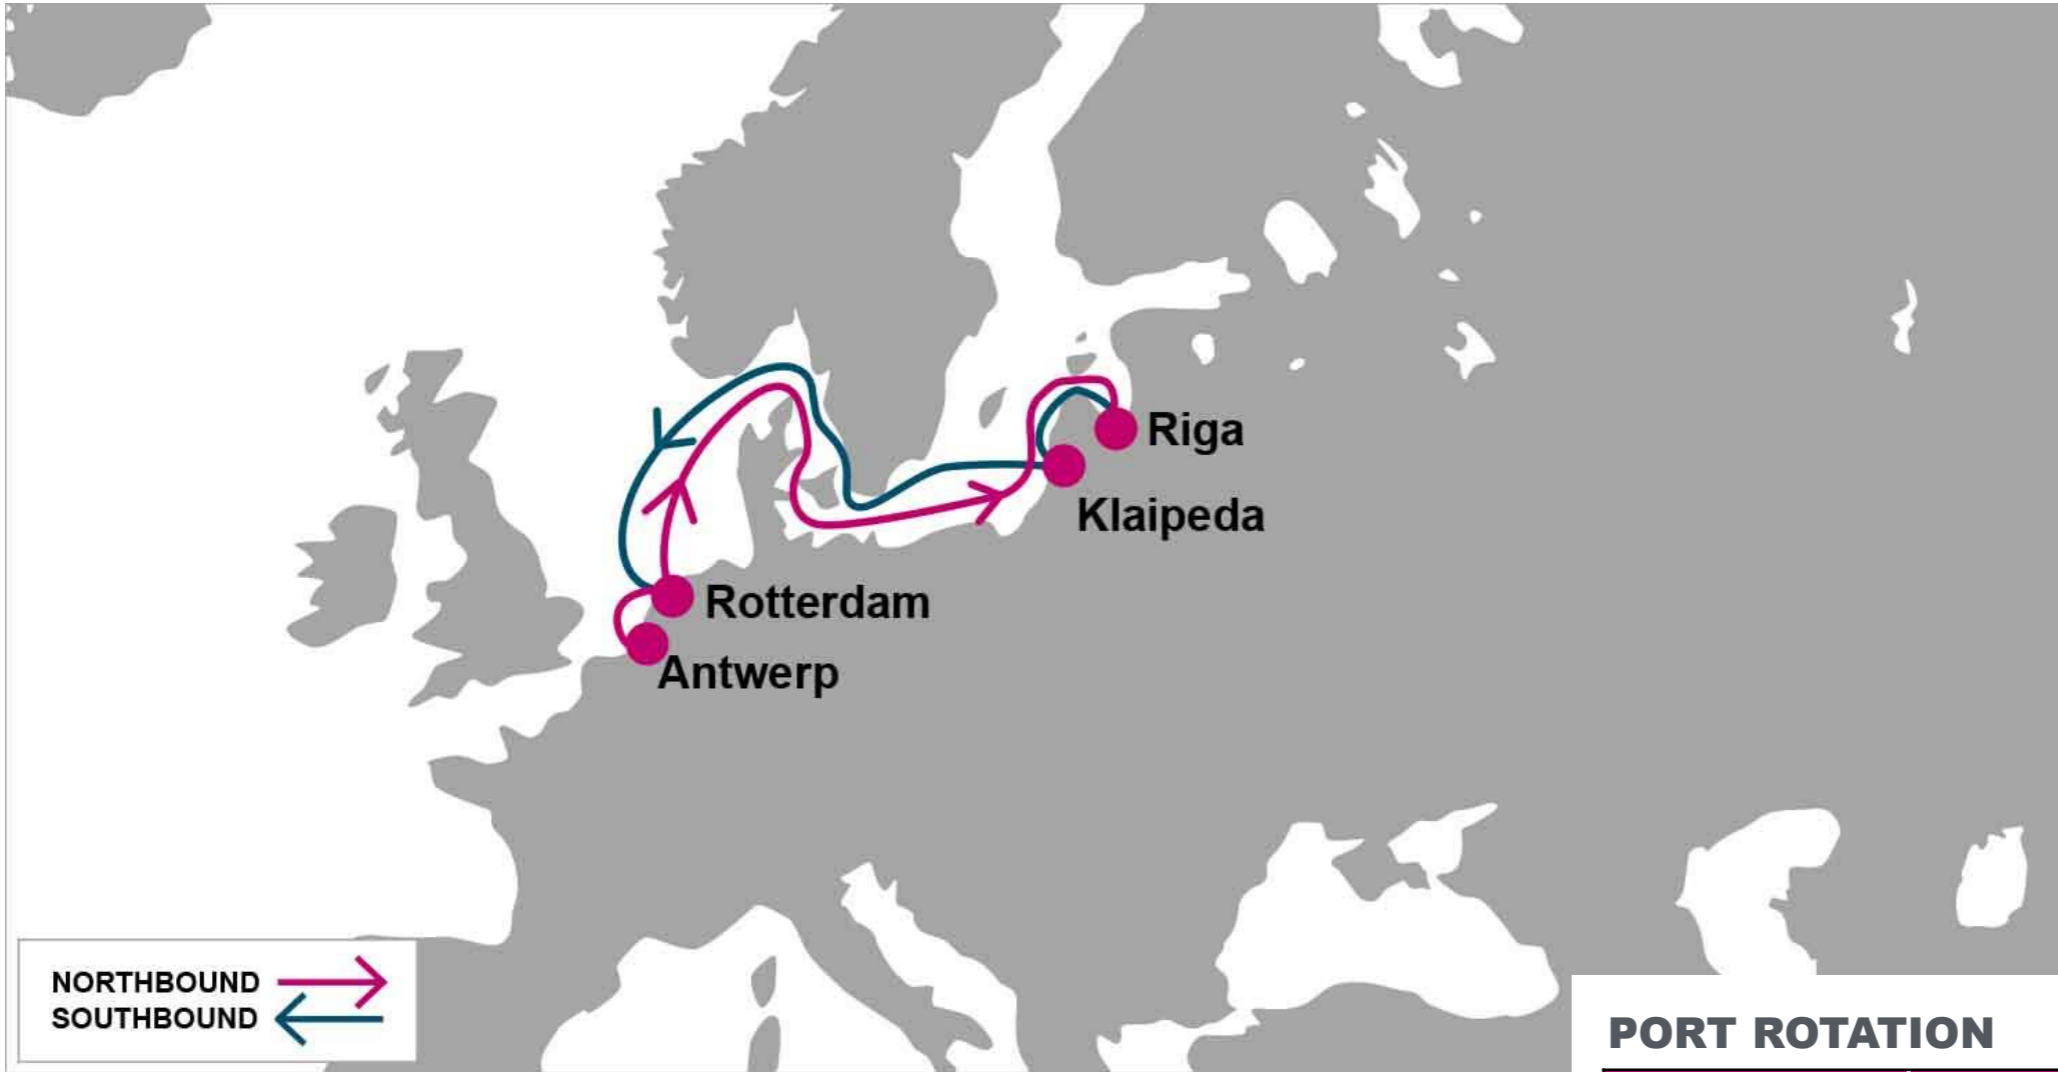 Riga
Klaipeda
Rotterdam
Antwerp
NORTHBOUND
SOUTHBOUND
PORT ROTATION